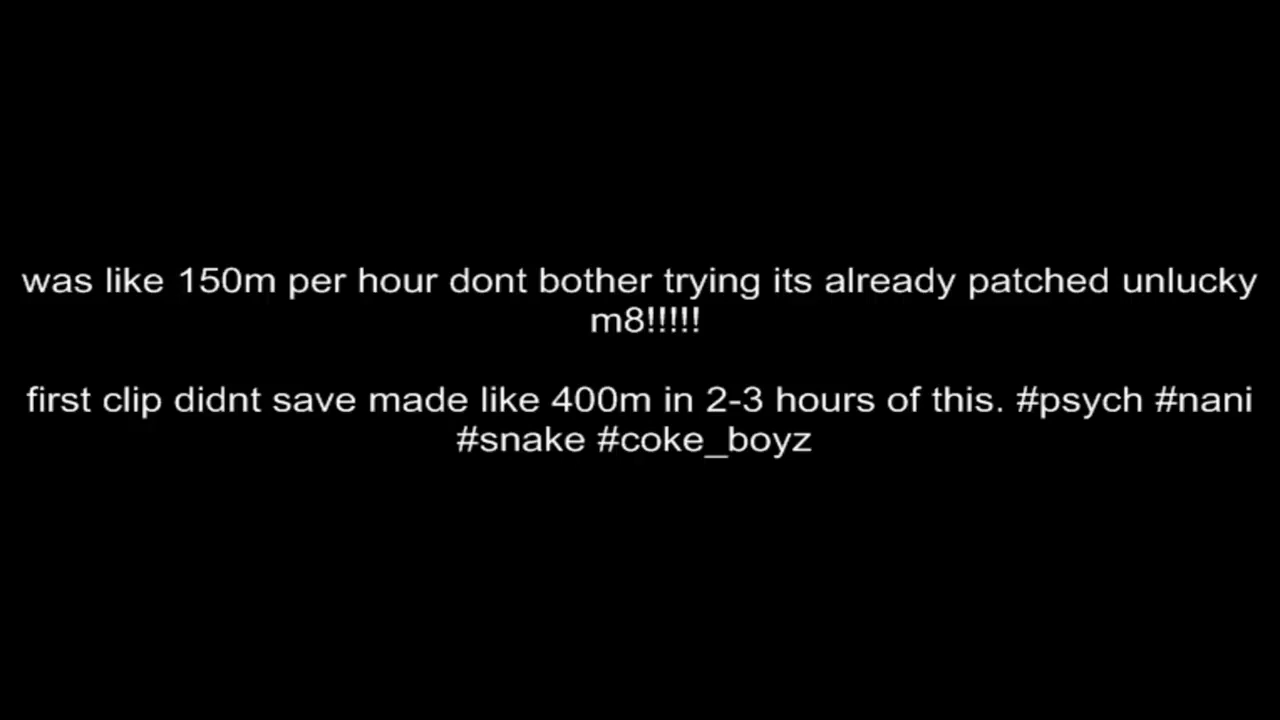 was like 150m per hour dont bother trying its already patched unlucky
m8!!!!!
first clip didnt save made like 400m in 2-3 hours of this. #psych #nani
#snake #coke_boyz